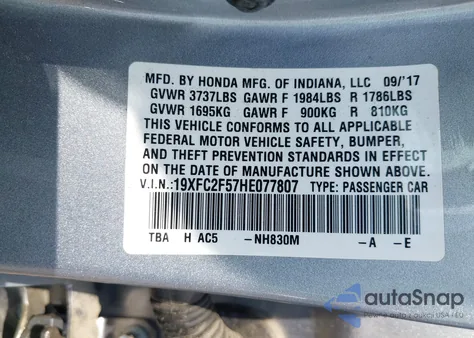 MFD. BY HONDA MFG. OF INDIANA, LLC 09/'17
GVWR 3737LBS GAWR F 1984LBS R 1786LBS
GVWR 1695KG GAWR F 900KG R 810KG
THIS VEHICLE CONFORMS TO ALL APPLICABLE
FEDERAL MOTOR VEHICLE SAFETY, BUMPER,
AND THEFT PREVENTION STANDARDS IN EFFECT
ON THE DATE OF MANUFACTURE SHOWN ABOVE.
V.I.N.:19XFC2F57HE077807 TYPE: PASSENGER CAR
TBA H AC5 -NH830M -A -E
autoSnap